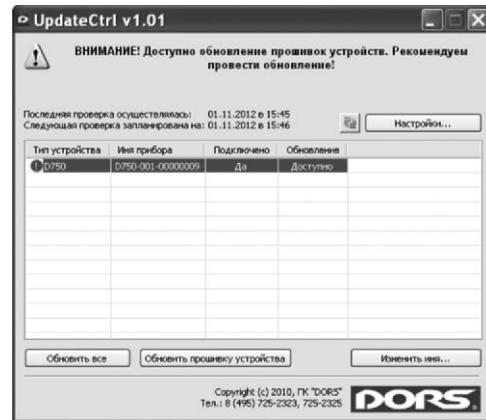 UpdateCtrl v1.01
ВНИМАНИЕ! Доступно обновление прошивок устройств. Рекомендуем
провести обновление!
Последняя проверка осуществлялась: 01.11.2012 в 15:45
Следующая проверка запланирована на: 01.11.2012 в 15:46
Настройки...
Тип устройства Имя прибора Подключено Обновление
D750 D750-001-00000009 Да Доступно
Обновить все Обновить прошивку устройства Изменить имя...
Copyright (c) 2010, ГК "DORS"
Тел.: 8 (495) 725-2323, 725-2325
DORS